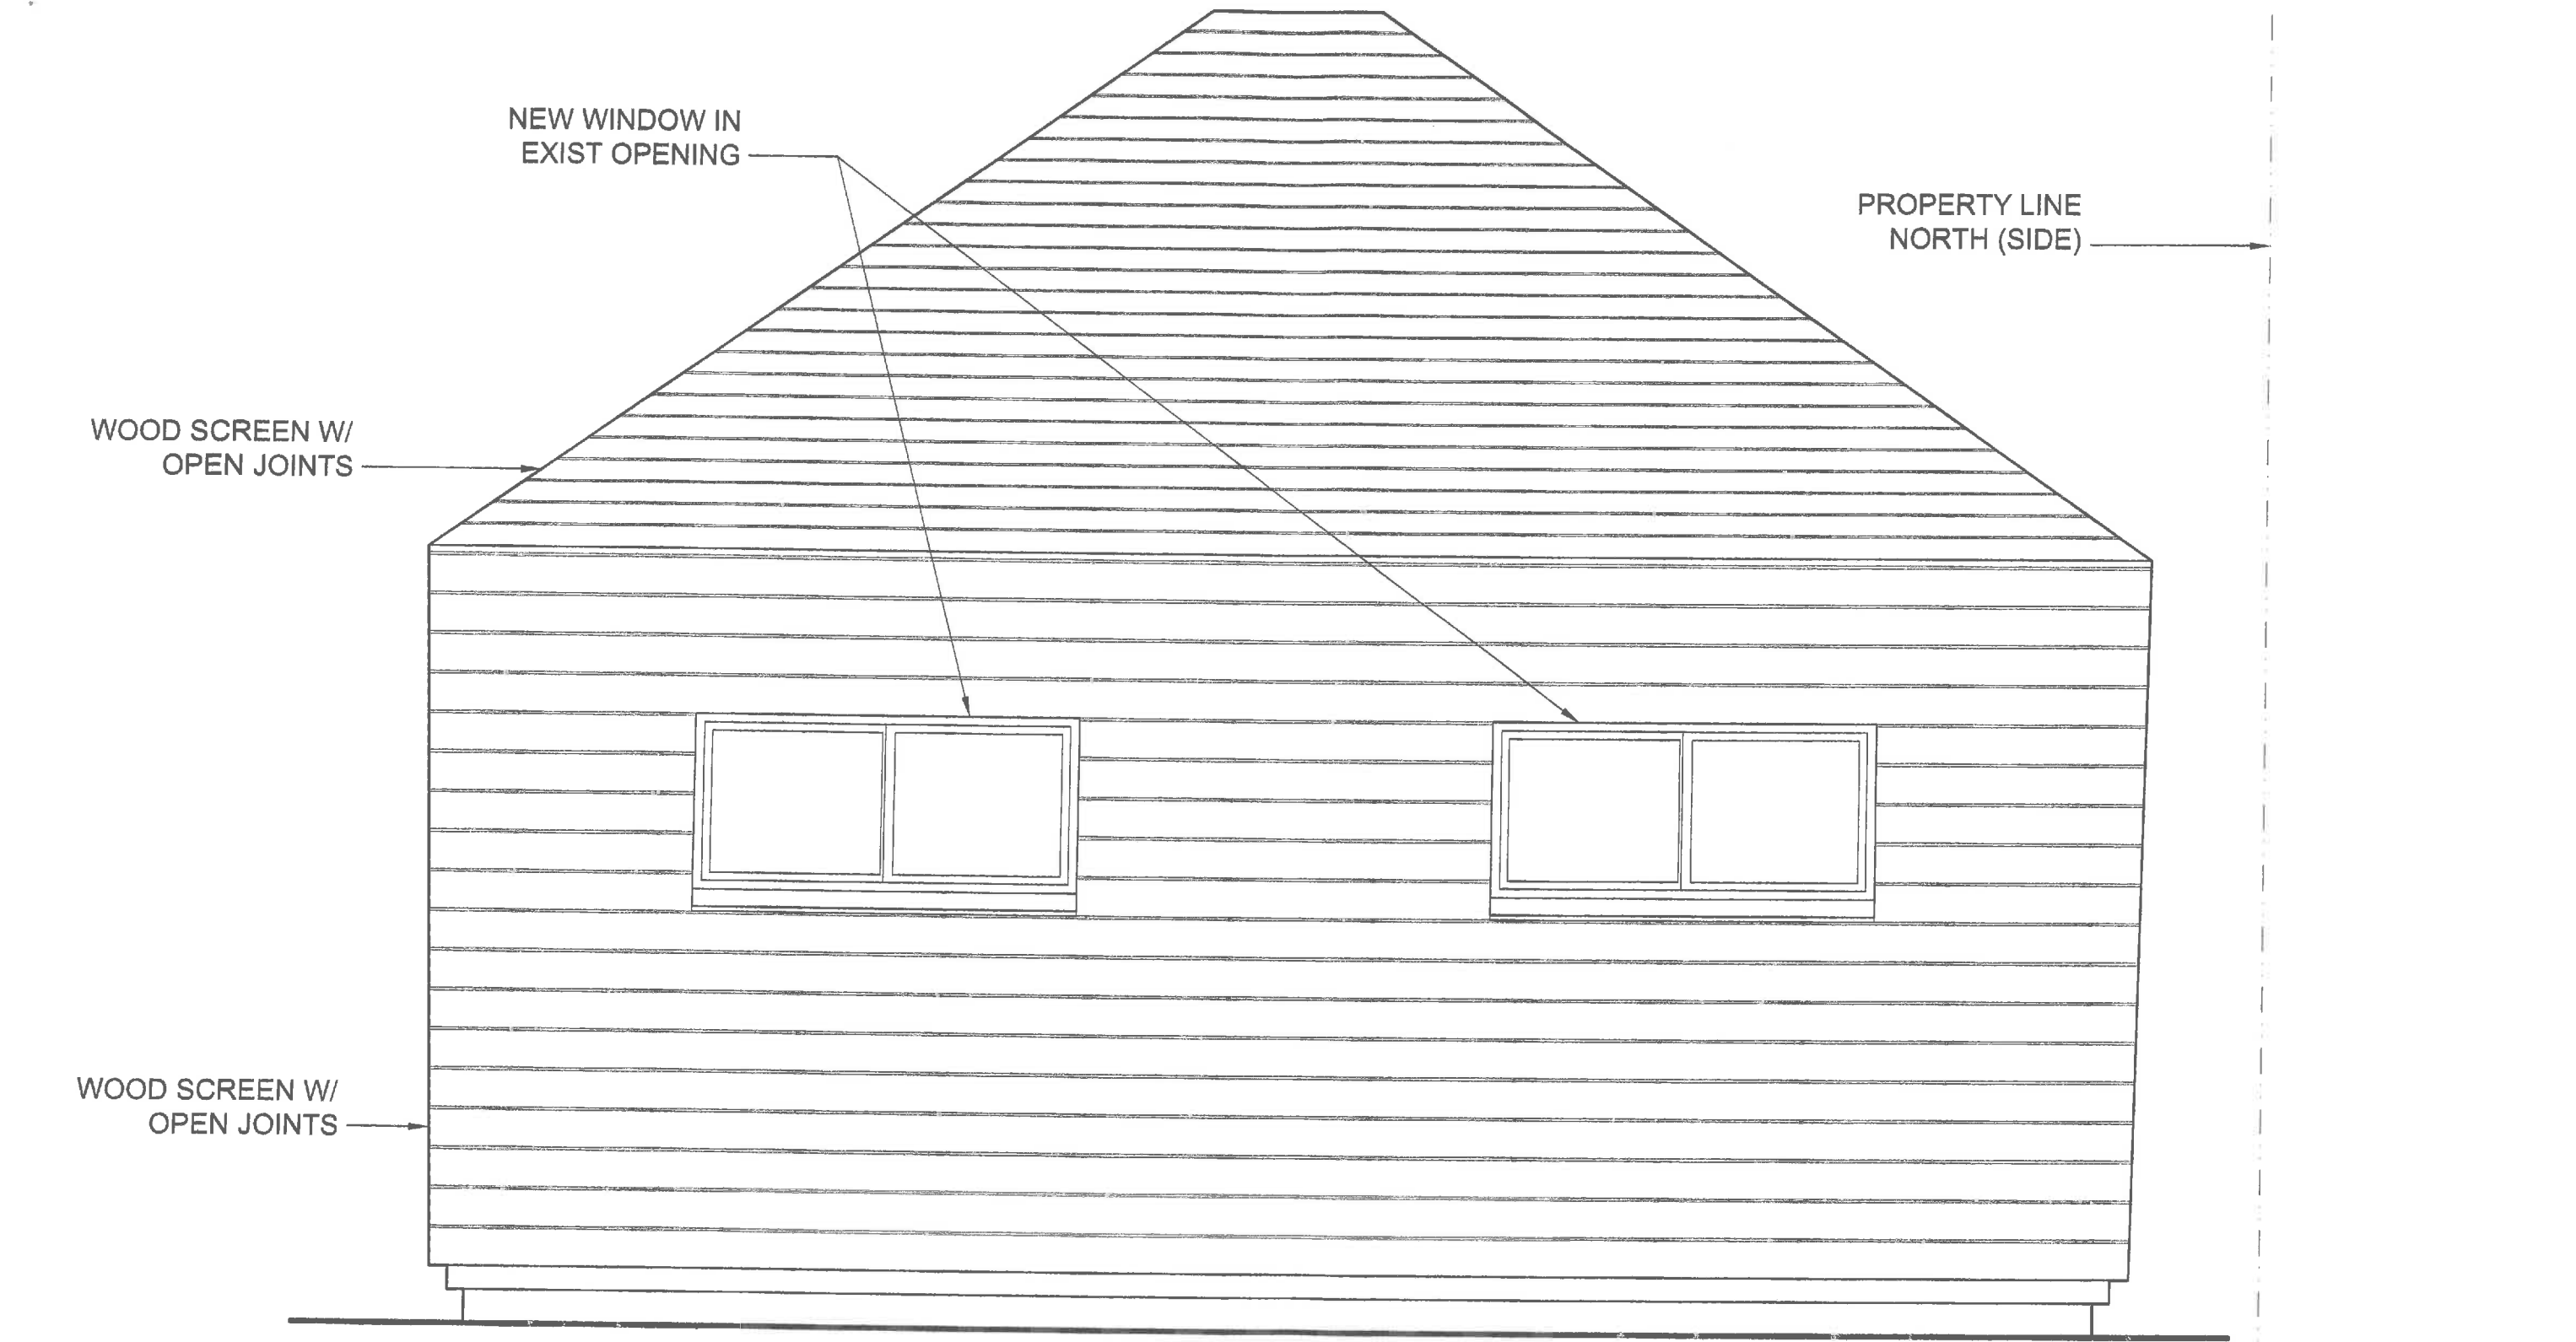 NEW WINDOW IN
EXIST OPENING
PROPERTY LINE
NORTH (SIDE)
WOOD SCREEN W/
OPEN JOINTS
WOOD SCREEN W/
OPEN JOINTS